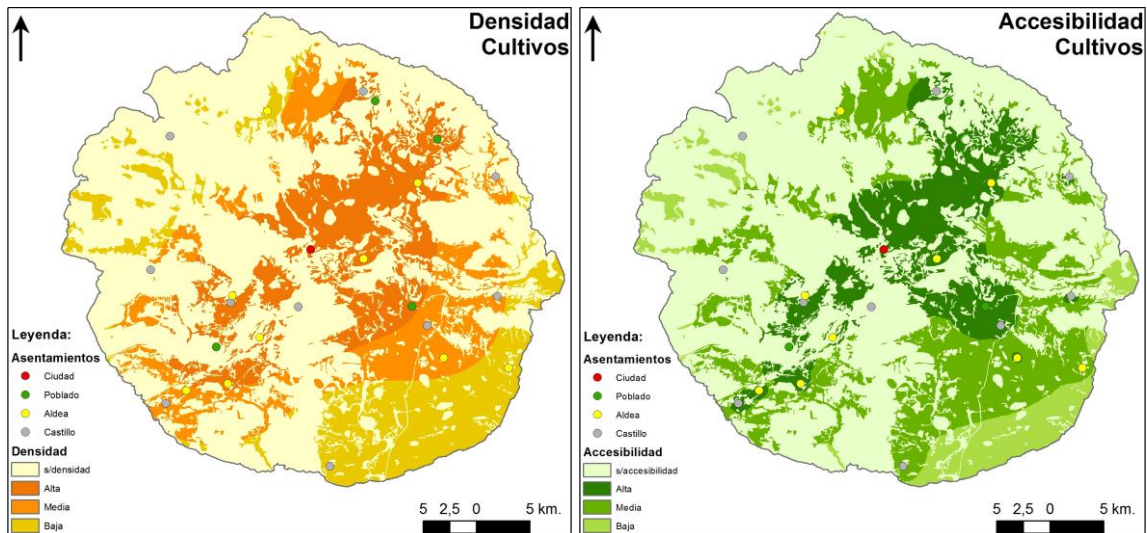 Densidad
Cultivos
Leyenda:
Asentamientos
Ciudad
Poblado
Aldea
Castillo
Densidad
s/densidad
Alta
Media
Baja
5 2,5 0 5 km.
Accesibilidad
Cultivos
Leyenda:
Asentamientos
Ciudad
Poblado
Aldea
Castillo
Accesibilidad
s/accesibilidad
Alta
Media
Baja
5 2,5 0 5 km.